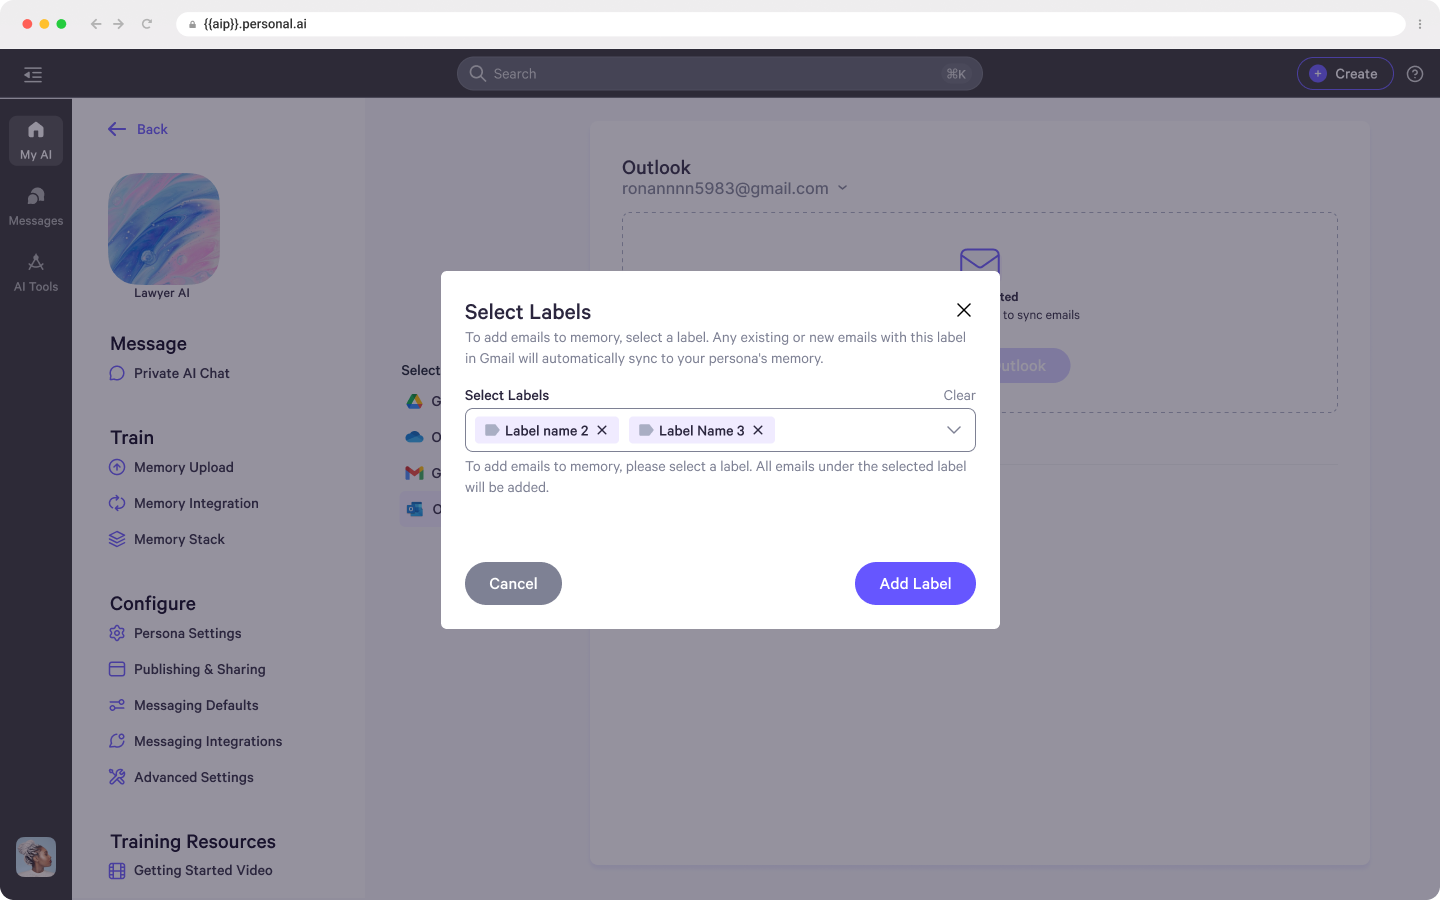 {{aip}}.personal.ai
Search
⌘K
Create
My AI
Messages
AI Tools
Back
Lawyer AI
Message
Private AI Chat
Train
Memory Upload
Memory Integration
Memory Stack
Configure
Persona Settings
Publishing & Sharing
Messaging Defaults
Messaging Integrations
Advanced Settings
Training Resources
Getting Started Video
Select
G
O
G
O
Outlook
ronannnn5983@gmail.com
ted
to sync emails
utlook
Select Labels
To add emails to memory, select a label. Any existing or new emails with this label
in Gmail will automatically sync to your persona's memory.
Select Labels
Clear
Label name 2
Label Name 3
To add emails to memory, please select a label. All emails under the selected label
will be added.
Cancel
Add Label